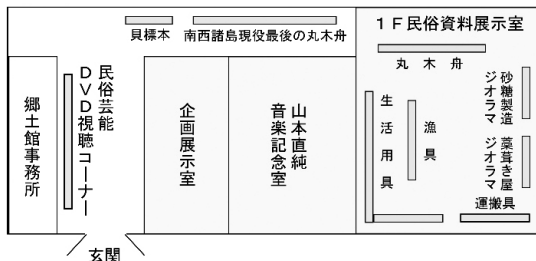 貝標本
南西諸島現役最後の丸木舟
1F民俗資料展示室
丸木舟
砂糖製造
ジオラマ
藁葺き屋
ジオラマ
生活用具
漁具
運搬具
郷土館事務所
民俗芸能
DVD視聴コーナー
企画展示室
山本直純
音楽記念室
玄関